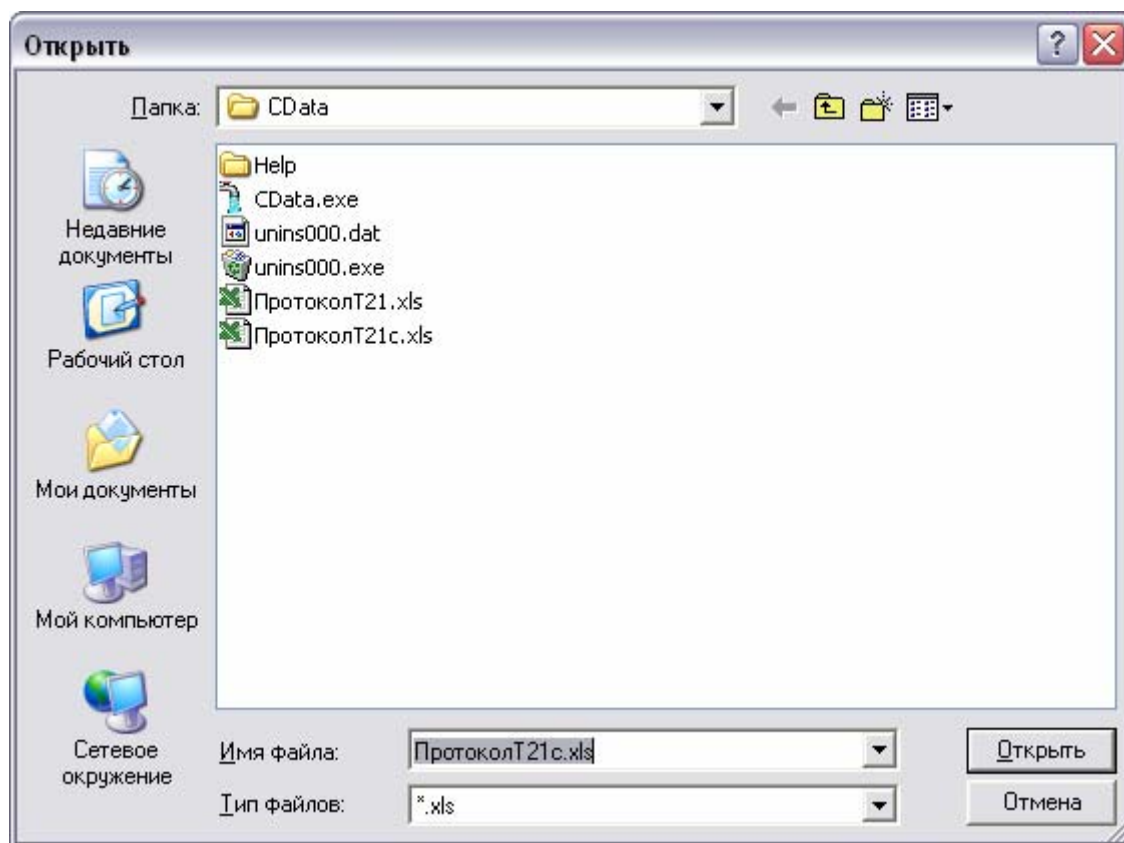 Открыть
Папка:
CData
Help
CData.exe
unins000.dat
unins000.exe
ПротоколТ21.xls
ПротоколТ21с.xls
Недавние
документы
Рабочий стол
Мои документы
Мой компьютер
Сетевое
окружение
Имя файла:
ПротоколТ21с.xls
Открыть
Тип файлов:
*.xls
Отмена